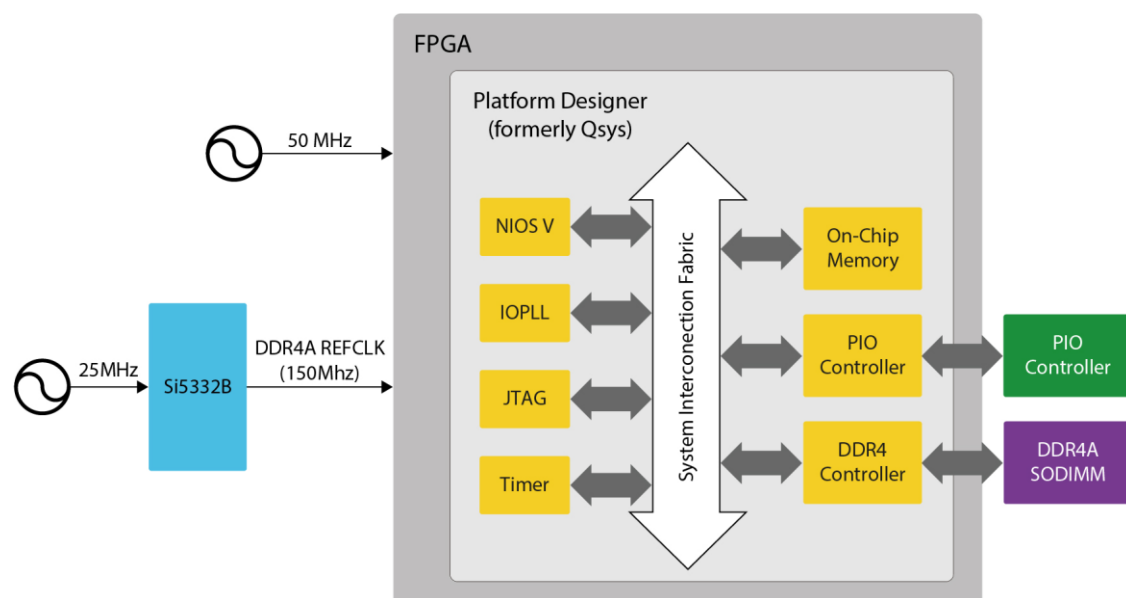 FPGA
Platform Designer
(formerly Qsys)
50 MHz
25MHz
Si5332B
DDR4A REFCLK
(150Mhz)
NIOS V
IOPLL
JTAG
Timer
System Interconection Fabric
On-Chip
Memory
PIO
Controller
DDR4
Controller
PIO
Controller
DDR4A
SODIMM